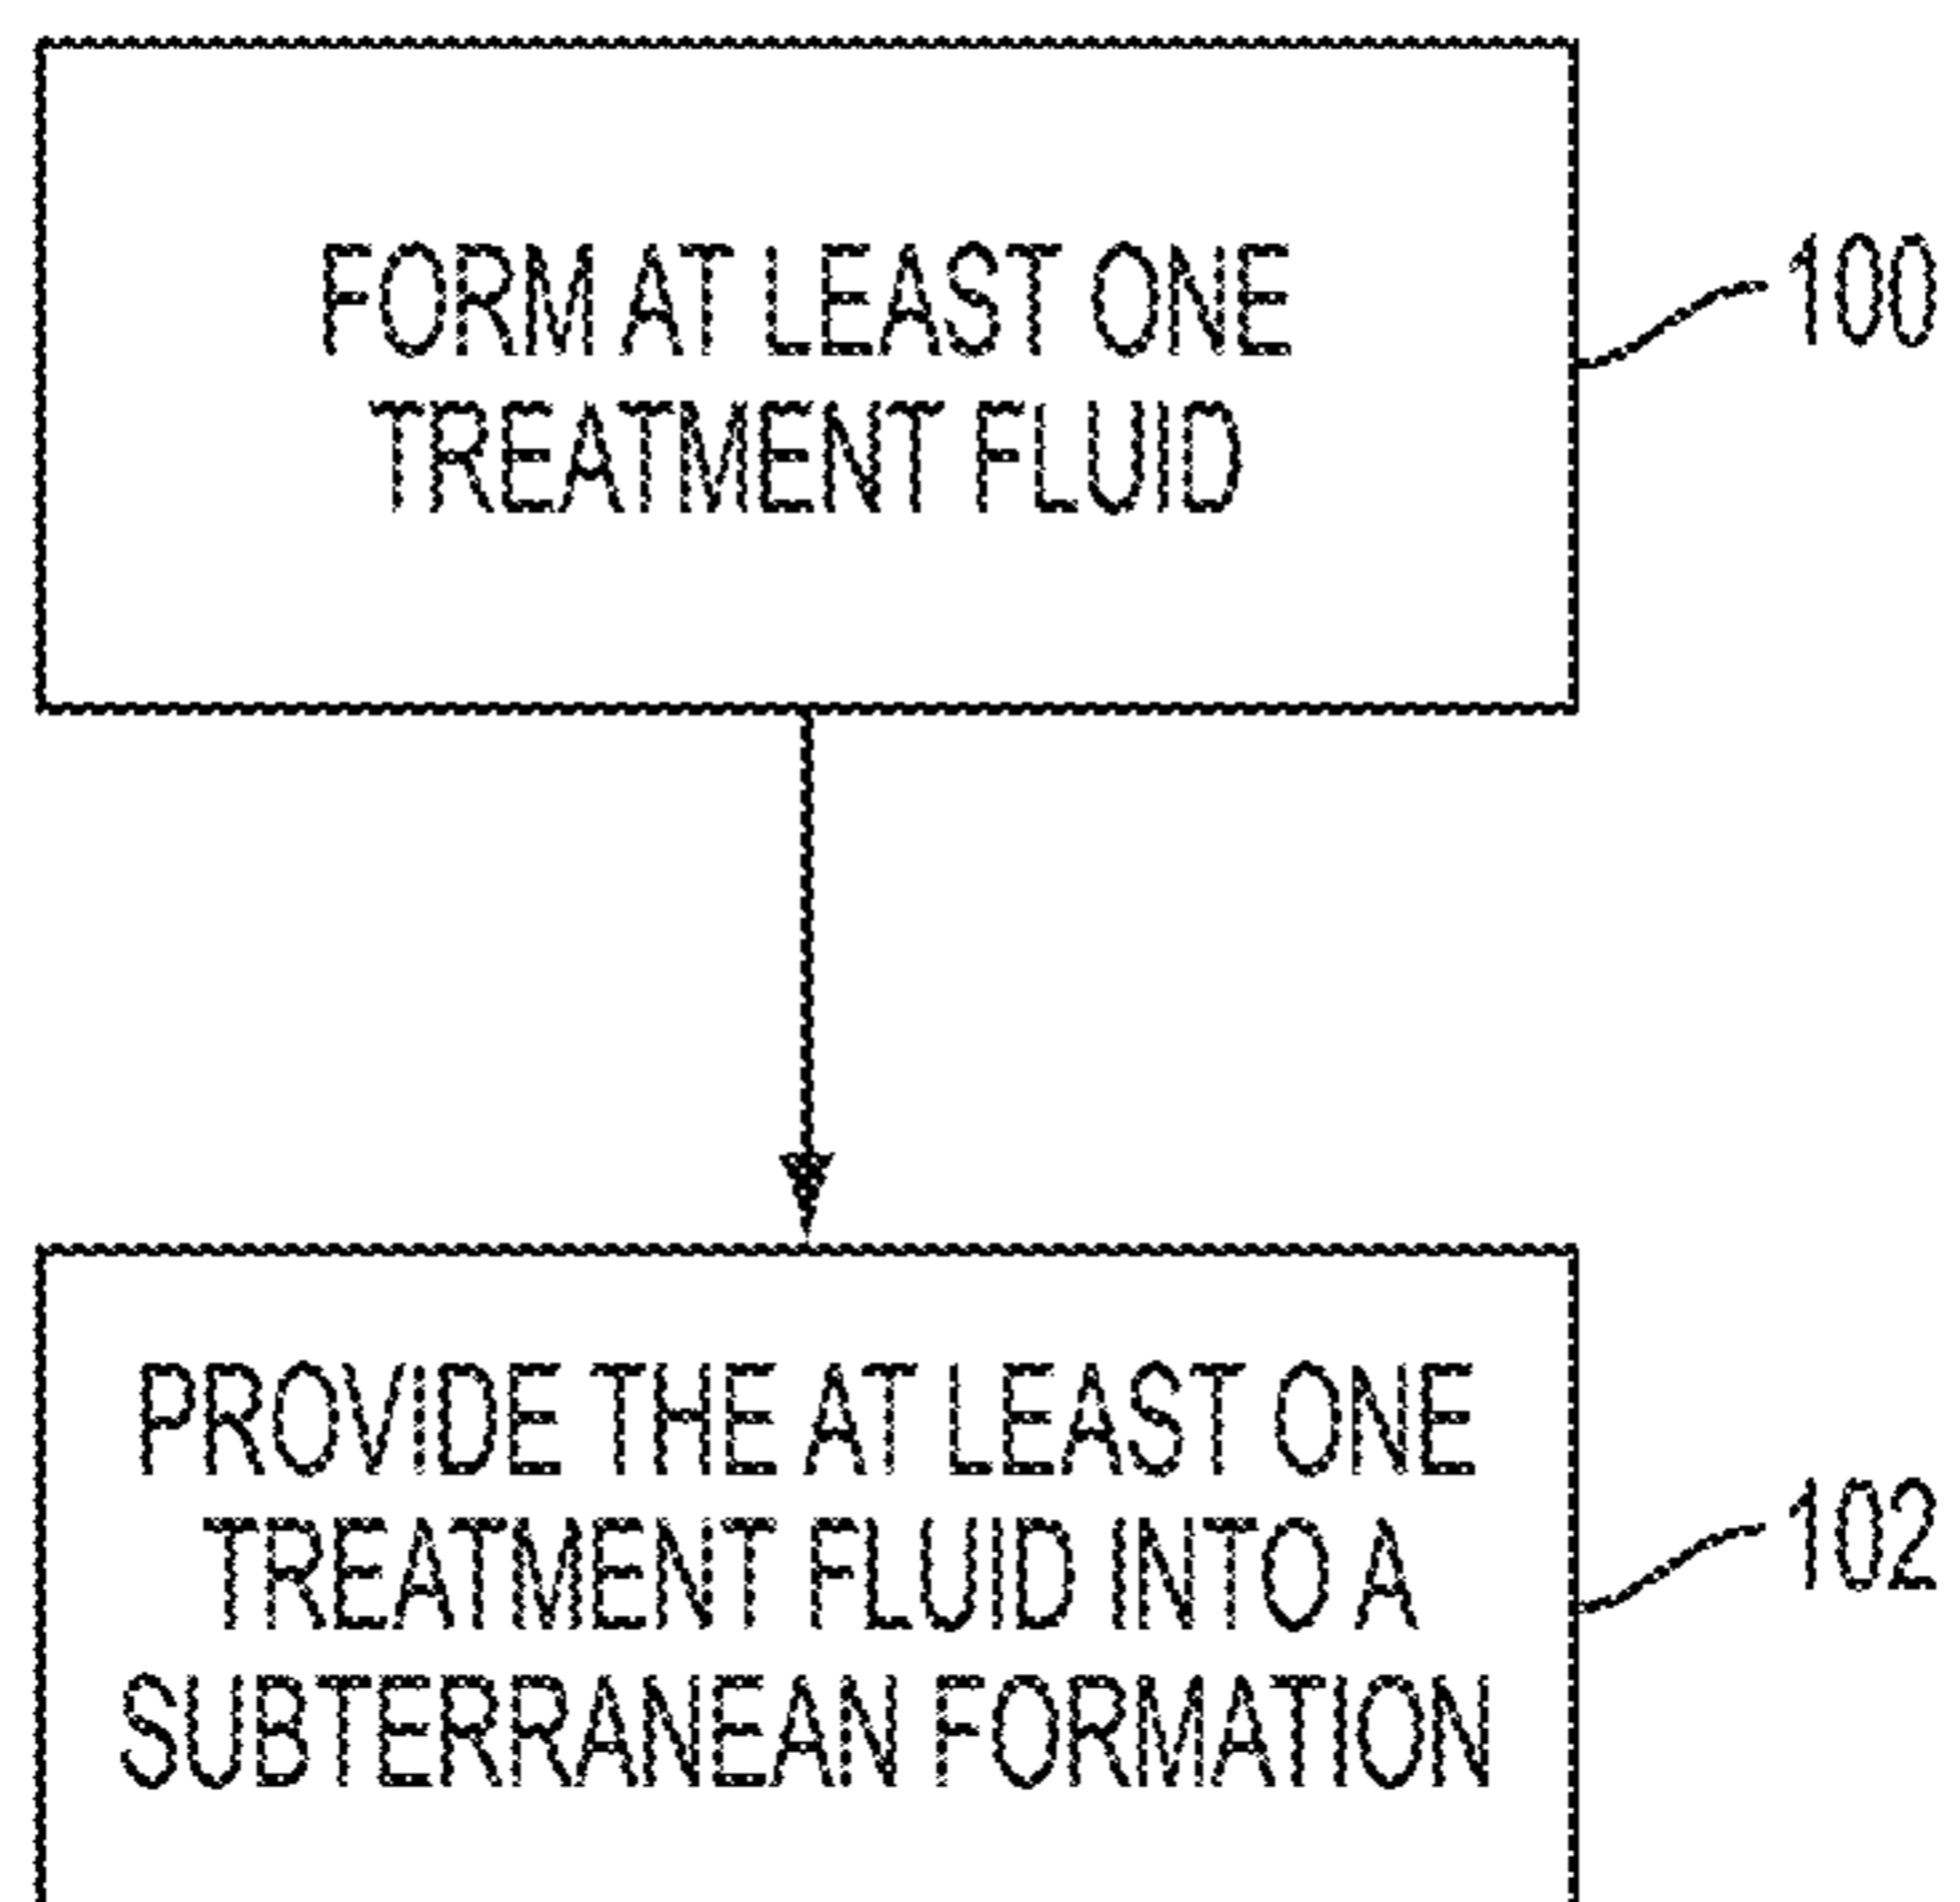 FORM AT LEAST ONE
TREATMENT FLUID
100
PROVIDE THE AT LEAST ONE
TREATMENT FLUID INTO A
SUBTERRANEAN FORMATION
102